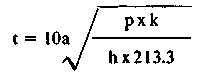 t = 10a √(p x k / h x 213.3)